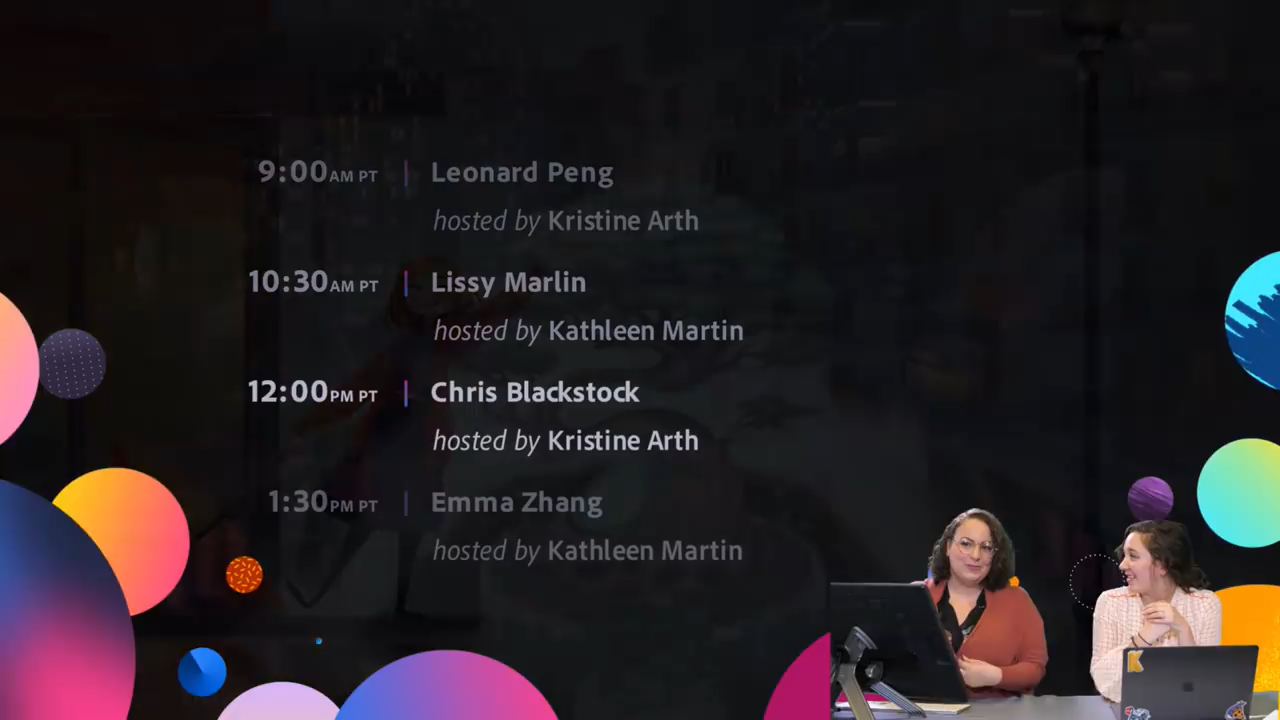 9:00AM PT | Leonard Peng
hosted by Kristine Arth
10:30AM PT | Lissy Marlin
hosted by Kathleen Martin
12:00PM PT | Chris Blackstock
hosted by Kristine Arth
1:30PM PT | Emma Zhang
hosted by Kathleen Martin
K